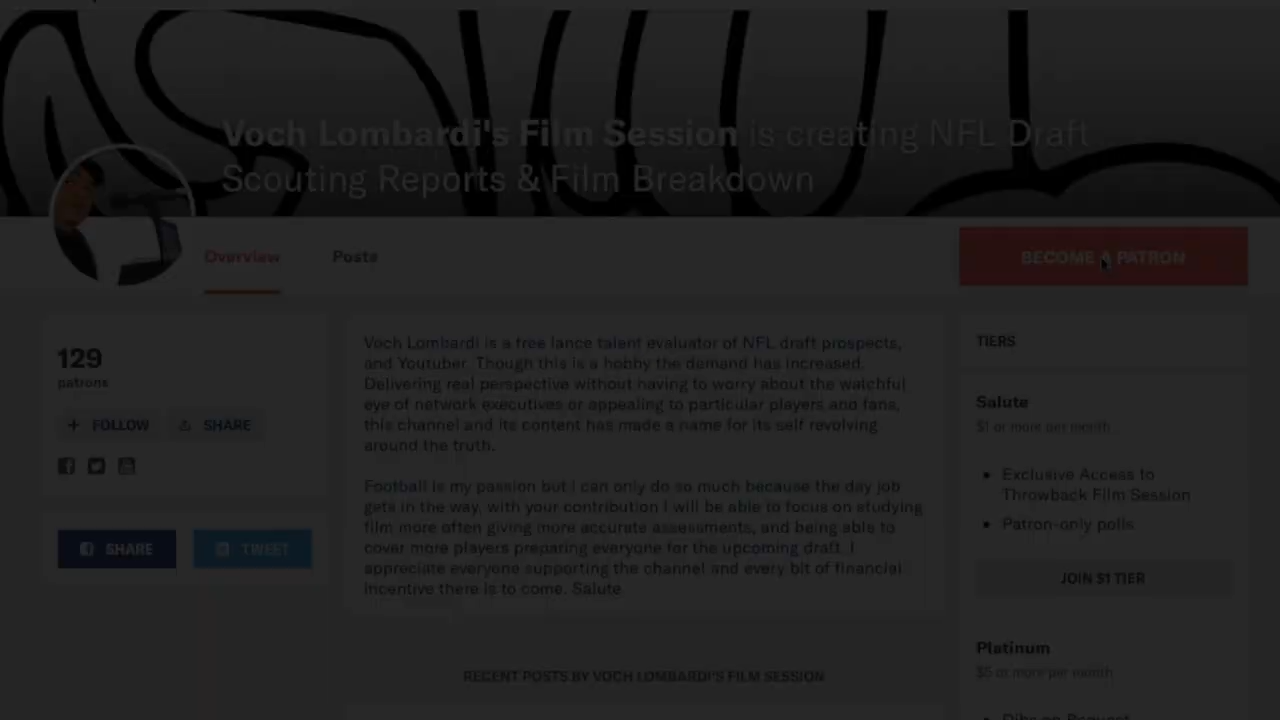 Voch Lombardi's Film Session is creating NFL Draft
Scouting Reports & Film Breakdown
Overview
Posts
BECOME A PATRON
129
patrons
FOLLOW
SHARE
SHARE
TWEET
Voch Lombardi is a free lance talent evaluator of NFL draft prospects,
and Youtuber. Though this is a hobby the demand has increased.
Delivering real perspective without having to worry about the watchful
eye of network executives or appealing to particular players and fans,
this channel and its content has made a name for its self revolving
around the truth.
Football is my passion but i can only do so much because the day job
gets in the way, with your contribution I will be able to focus on studying
film more often giving more accurate assessments, and being able to
cover more players preparing everyone for the upcoming draft. I
appreciate everyone supporting the channel and every bit of financial
incentive there is to come. Salute
RECENT POSTS BY VOCH LOMBARDI'S FILM SESSION
TIERS
Salute
$1 or more per month
Exclusive Access to
Throwback Film Session
Patron-only polls
JOIN $1 TIER
Platinum
$5 or more per month
Dibs on Request